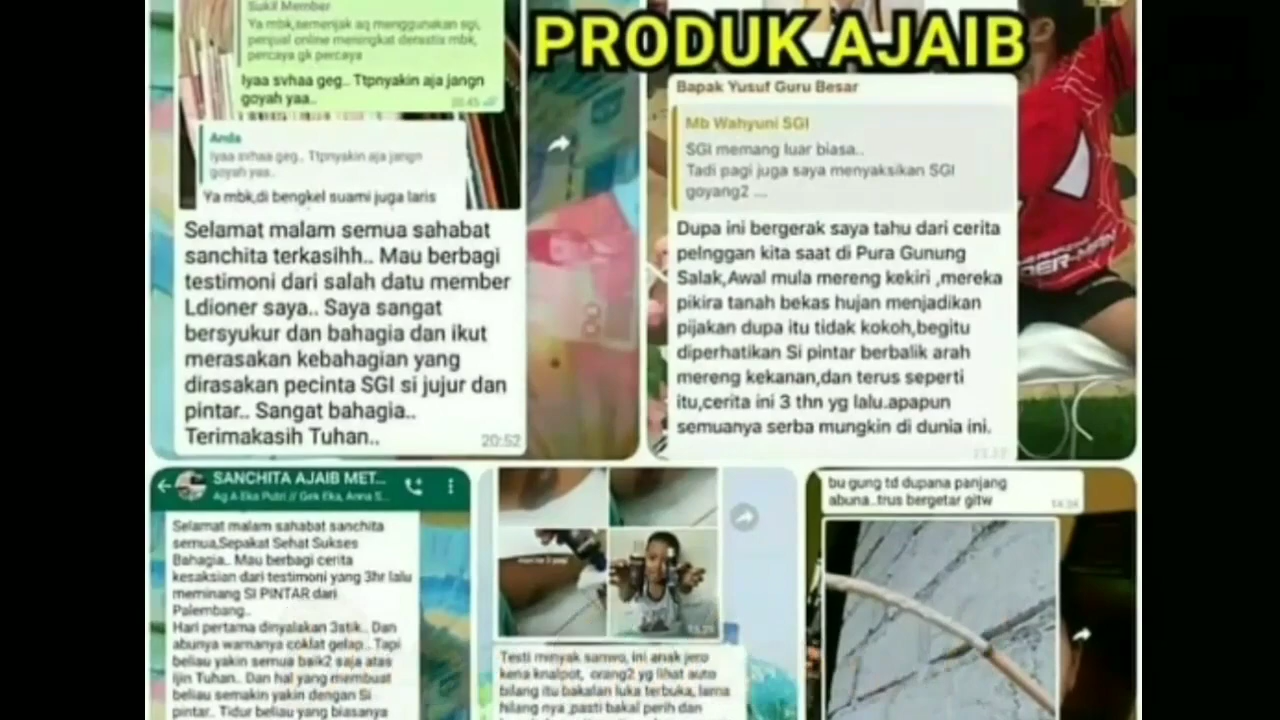 PRODUK AJAIB
Sukil Member
Ya mbk,semenjak aq menggunakan sgi,
penjual online meningkat derastis mbk,
percaya gk percaya
Iyaa svhaa geg.. Ttpnyakin aja jangn
goyah yaa..
20:45
Anda
Iyaa svhaa geg.. Ttpnyakin aja jangn
goyah yaa..
Ya mbk,di bengkel suami juga laris
Selamat malam semua sahabat
sanchita terkasihh.. Mau berbagi
testimoni dari salah datu member
Ldioner saya.. Saya sangat
bersyukur dan bahagia dan ikut
merasakan kebahagian yang
dirasakan pecinta SGI si jujur dan
pintar.. Sangat bahagia..
Terimakasih Tuhan..
20:52
Bapak Yusuf Guru Besar
Mb Wahyuni SGI
SGI memang luar biasa..
Tadi pagi juga saya menyaksikan SGI
goyang2 ....
Dupa ini bergerak saya tahu dari cerita
pelnggan kita saat di Pura Gunung
Salak,Awal mula mereng kekiri ,mereka
pikira tanah bekas hujan menjadikan
pijakan dupa itu tidak kokoh,begitu
diperhatikan Si pintar berbalik arah
mereng kekanan,dan terus seperti
itu,cerita ini 3 thn yg lalu.apapun
semuanya serba mungkin di dunia ini.
SANCHITA AJAIB MET...
Ag A Eka Putri // Gek Eka, Anna S...
Selamat malam sahabat sanchita
semua,Sepakat Sehat Sukses
Bahagia.. Mau berbagi cerita
kesaksian dari testimoni yang 3hr lalu
meminang SI PINTAR dari
Palembang..
Hari pertama dinyalakan 3stik.. Dan
abunya warnanya coklat gelap.. Tapi
beliau yakin semua baik2 saja atas
ijin Tuhan.. Dan hal yang membuat
beliau semakin yakin dengan Si
pintar.. Tidur beliau yang biasanya
Testi minyak sanwo, ini anak jero
kena knalpot, orang2 yg lihat auto
bilang itu bakalan luka terbuka, lama
hilang nya ,pasti bakal perih dan
bu gung td dupana panjang
abuna..trus bergetar gitw